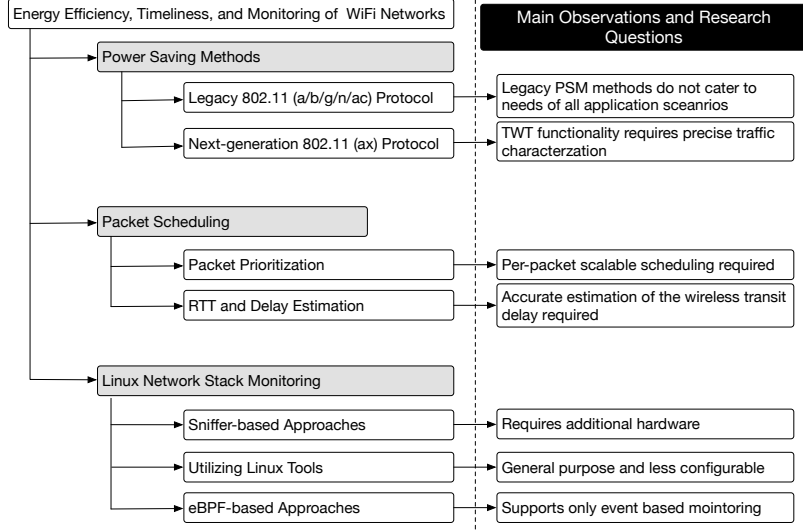 Energy Efficiency, Timeliness, and Monitoring of WiFi Networks
Main Observations and Research
Questions
Power Saving Methods
Legacy 802.11 (a/b/g/n/ac) Protocol
Legacy PSM methods do not cater to
needs of all application sceanrios
Next-generation 802.11 (ax) Protocol
TWT functionality requires precise traffic
characterzation
Packet Scheduling
Packet Prioritization
Per-packet scalable scheduling required
RTT and Delay Estimation
Accurate estimation of the wireless transit
delay required
Linux Network Stack Monitoring
Sniffer-based Approaches
Requires additional hardware
Utilizing Linux Tools
General purpose and less configurable
eBPF-based Approaches
Supports only event based mointoring